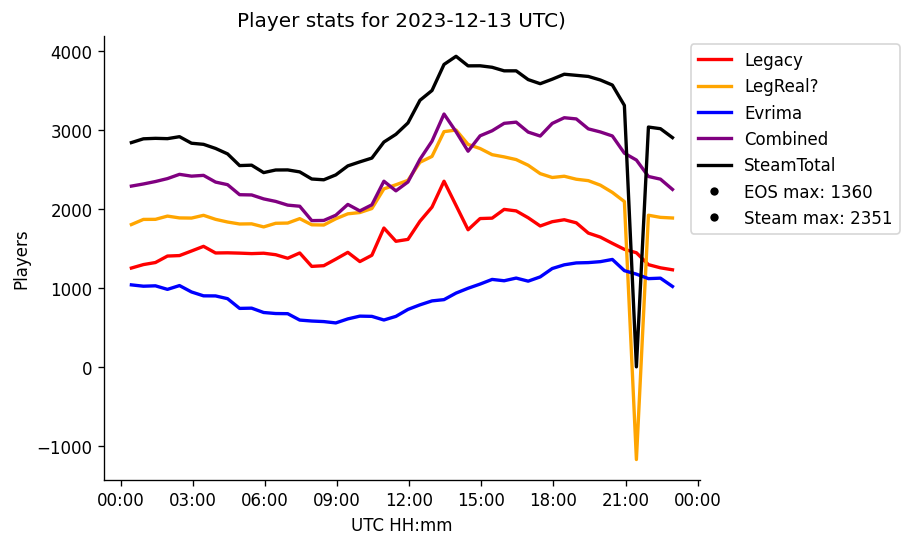 Player stats for 2023-12-13 UTC)
4000
3000
2000
1000
0
−1000
Players
00:00 03:00 06:00 09:00 12:00 15:00 18:00 21:00 00:00
UTC HH:mm
Legacy
LegReal?
Evrima
Combined
SteamTotal
EOS max: 1360
Steam max: 2351